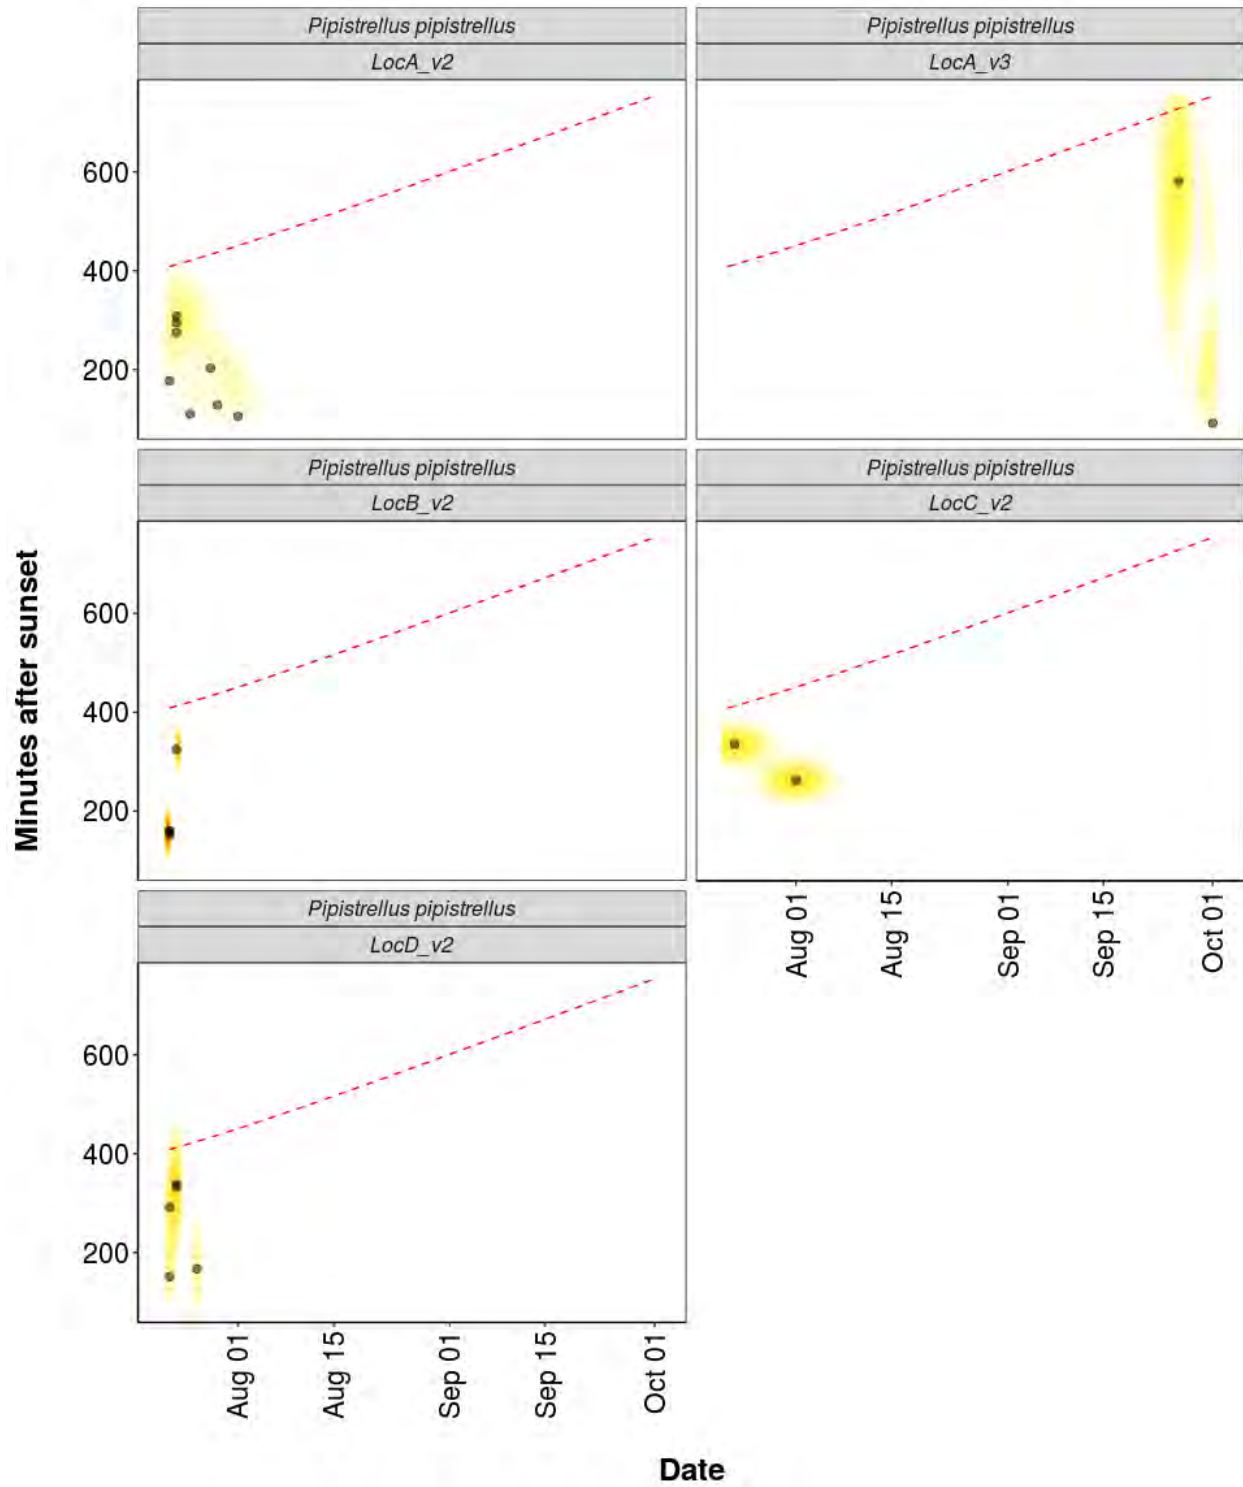 Pipistrellus pipistrellus
LocA_v2
Pipistrellus pipistrellus
LocA_v3
600
400
200
Pipistrellus pipistrellus
LocB_v2
Pipistrellus pipistrellus
LocC_v2
600
400
200
Aug 01
Aug 15
Sep 01
Sep 15
Oct 01
Pipistrellus pipistrellus
LocD_v2
600
400
200
Aug 01
Aug 15
Sep 01
Sep 15
Oct 01
Minutes after sunset
Date